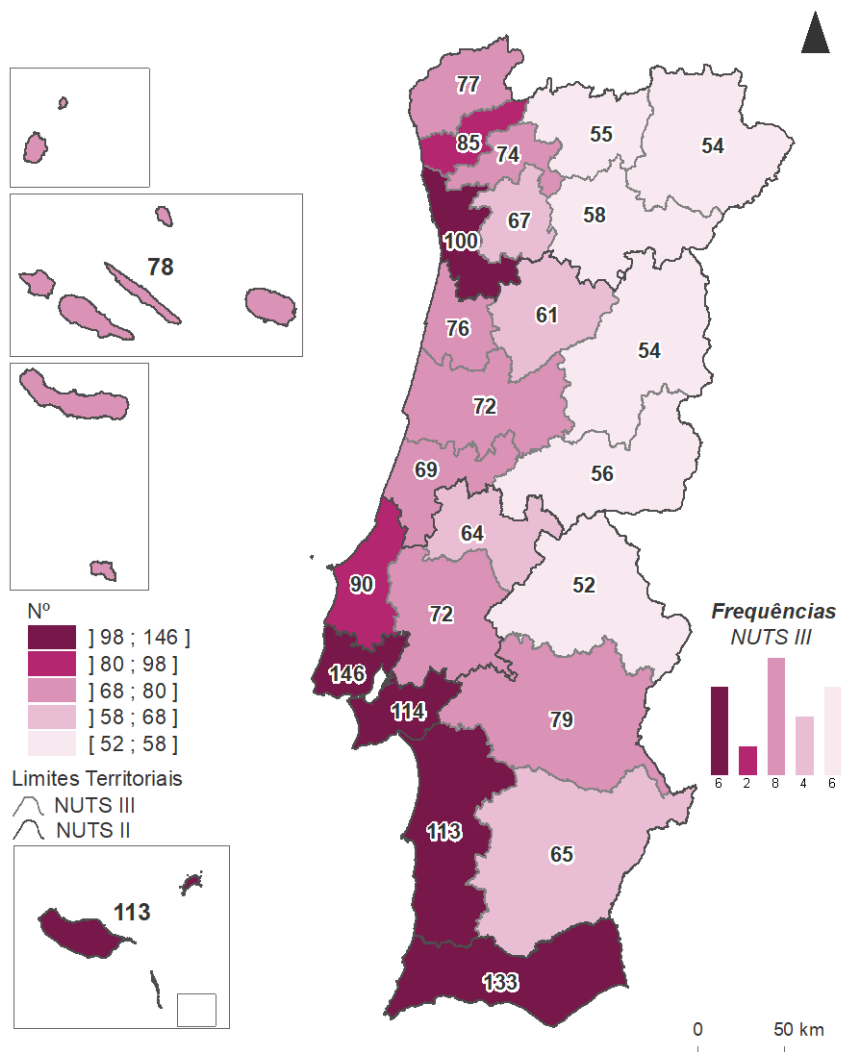 77
55
54
85
74
58
67
100
78
61
76
54
72
69
56
64
52
90
72
Nº
] 98 ; 146 ]
] 80 ; 98 ]
] 68 ; 80 ]
] 58 ; 68 ]
[ 52 ; 58 ]
Frequências
NUTS III
146
114
79
6 2 8 4 6
Limites Territoriais
NUTS III
NUTS II
113
65
113
133
0 50 km